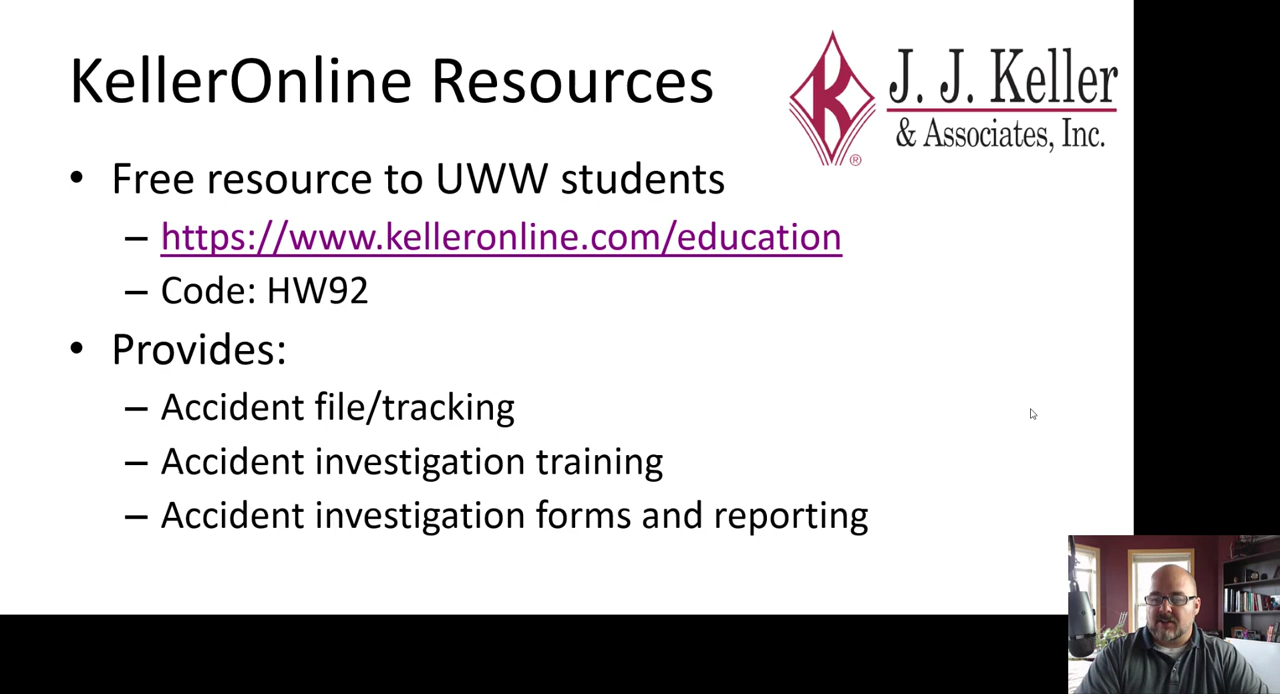 KellerOnline Resources
K
®
J. J. Keller
& Associates, Inc.
• Free resource to UWW students
– https://www.kelleronline.com/education
– Code: HW92
• Provides:
– Accident file/tracking
– Accident investigation training
– Accident investigation forms and reporting